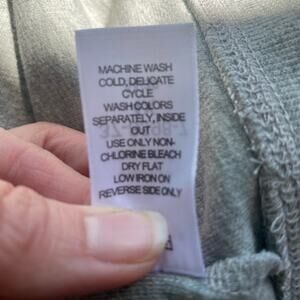 MACHINE WASH
COLD, DELICATE
CYCLE
WASH COLORS
SEPARATELY, INSIDE
OUT
USE ONLY NON-
CHLORINE BLEACH
DRY FLAT
LOW IRON ON
REVERSE SIDE ONLY